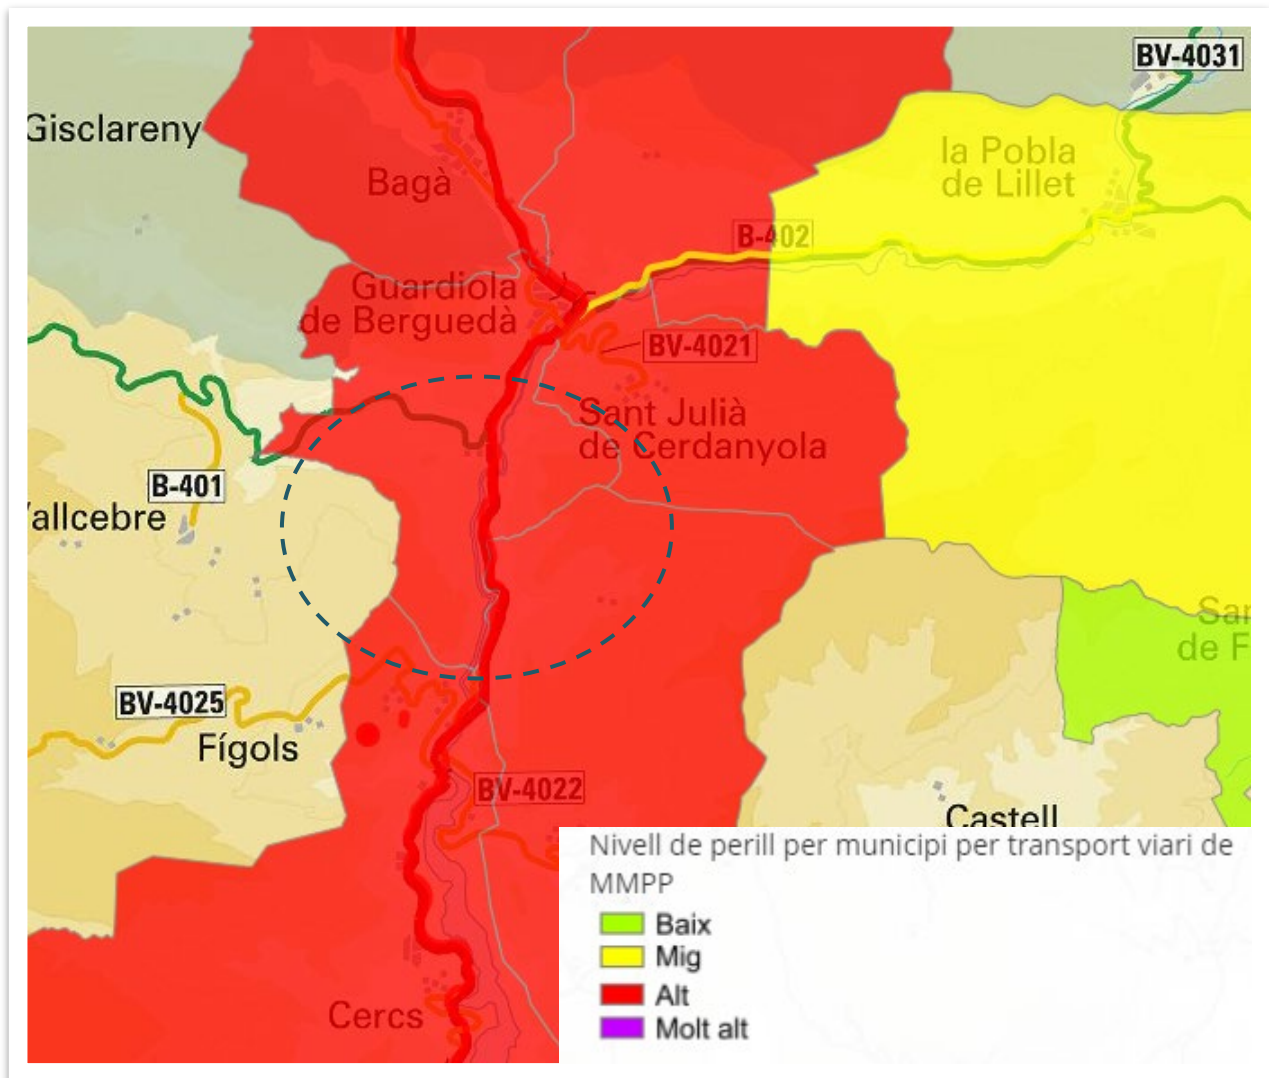 BV-4031
Gisclareny
la Pobla
de Lillet
Bagà
B-402
Guardiola
de Berguedà
BV-4021
Sant Julià
de Cerdanyola
B-401
allcebre
San
de F
BV-4025
Fígols
BV-4022
Castell
Nivell de perill per municipi per transport viari de
MMPP
Baix
Mig
Alt
Molt alt
Cercs